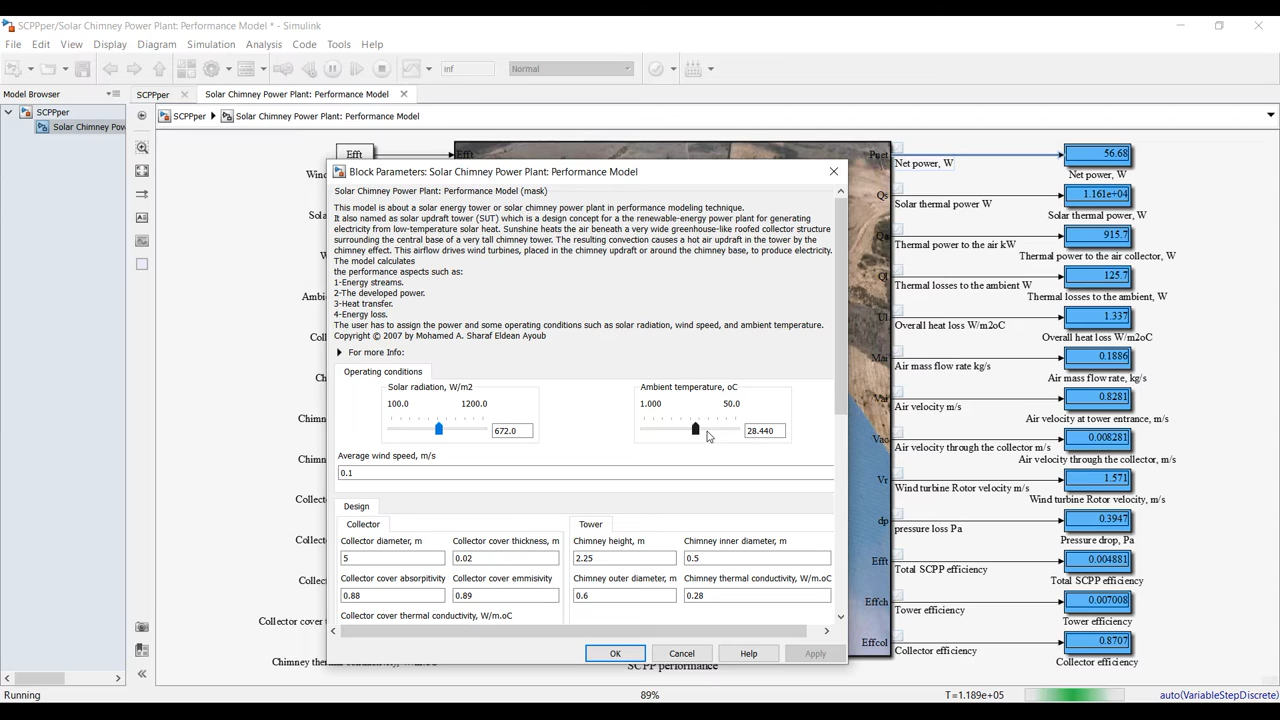 SCPPper/Solar Chimney Power Plant: Performance Model * - Simulink
File Edit View Display Diagram Simulation Analysis Code Tools Help
inf Normal
Model Browser
SCPPper Solar Chimney Power Plant: Performance Model
SCPPper
Solar Chimney Pow
SCPPper Solar Chimney Power Plant: Performance Model
Efft Efft
Block Parameters: Solar Chimney Power Plant: Performance Model
Solar Chimney Power Plant: Performance Model (mask)
This model is about a solar energy tower or solar chimney power plant in performance modeling technique.
It also named as solar updraft tower (SUT) which is a design concept for a the renewable-energy power plant for generating
electricity from low-temperature solar heat. Sunshine heats the air beneath a very wide greenhouse-like roofed collector structure
surrounding the central base of a very tall chimney tower. The resulting convection causes a hot air updraft in the tower by the
chimney effect. This airflow drives wind turbines, placed in the chimney updraft or around the chimney base, to produce electricity.
The model calculates
the performance aspects such as:
1-Energy streams.
2-The developed power.
3-Heat transfer.
4-Energy loss.
The user has to assign the power and some operating conditions such as solar radiation, wind speed, and ambient temperature.
Copyright © 2007 by Mohamed A. Sharaf Eldean Ayoub
For more Info:
Operating conditions
Solar radiation, W/m2
100.0 1200.0
672.0
Ambient temperature, oC
1.000 50.0
28.440
Average wind speed, m/s
0.1
Design
Collector
Collector diameter, m Collector cover thickness, m
5 0.02
Collector cover absorpitivity Collector cover emmisivity
0.88 0.89
Collector cover thermal conductivity, W/m.oC
Tower
Chimney height, m Chimney inner diameter, m
2.25 0.5
Chimney outer diameter, m Chimney thermal conductivity, W/m.oC
0.6 0.28
OK Cancel Help Apply
Wind
Sola
Ambi
Chimn
Chimn
Collect
Collecto
Collect
Collect
Collector cover t
Chimney thermal conductivity, W/m.oC
SCPP performance
Pnet
Net power, W
56.68
Net power, W
Qs
Solar thermal power W
1.161e+04
Solar thermal power, W
Thermal power to the air kW
915.7
Thermal power to the air collector, W
Ql
Thermal losses to the ambient W
125.7
Thermal losses to the ambient, W
Ul
Overall heat loss W/m2oC
1.337
Overall heat loss W/m2oC
Mai
Air mass flow rate kg/s
0.1886
Air mass flow rate, kg/s
Vai
Air velocity m/s
0.8281
Air velocity at tower entrance, m/s
Vao
Air velocity through the collector m/s
0.008281
Air velocity through the collector, m/s
Vr
Wind turbine Rotor velocity m/s
1.571
Wind turbine Rotor velocity, m/s
dp
pressure loss Pa
0.3947
Pressure drop, Pa
Efft
Total SCPP efficiency
0.004881
Total SCPP efficiency
Effch
Tower efficiency
0.007008
Tower efficiency
Effcol
Collector efficiency
0.8707
Collector efficiency
Running 89% T=1.189e+05 auto(VariableStepDiscrete)